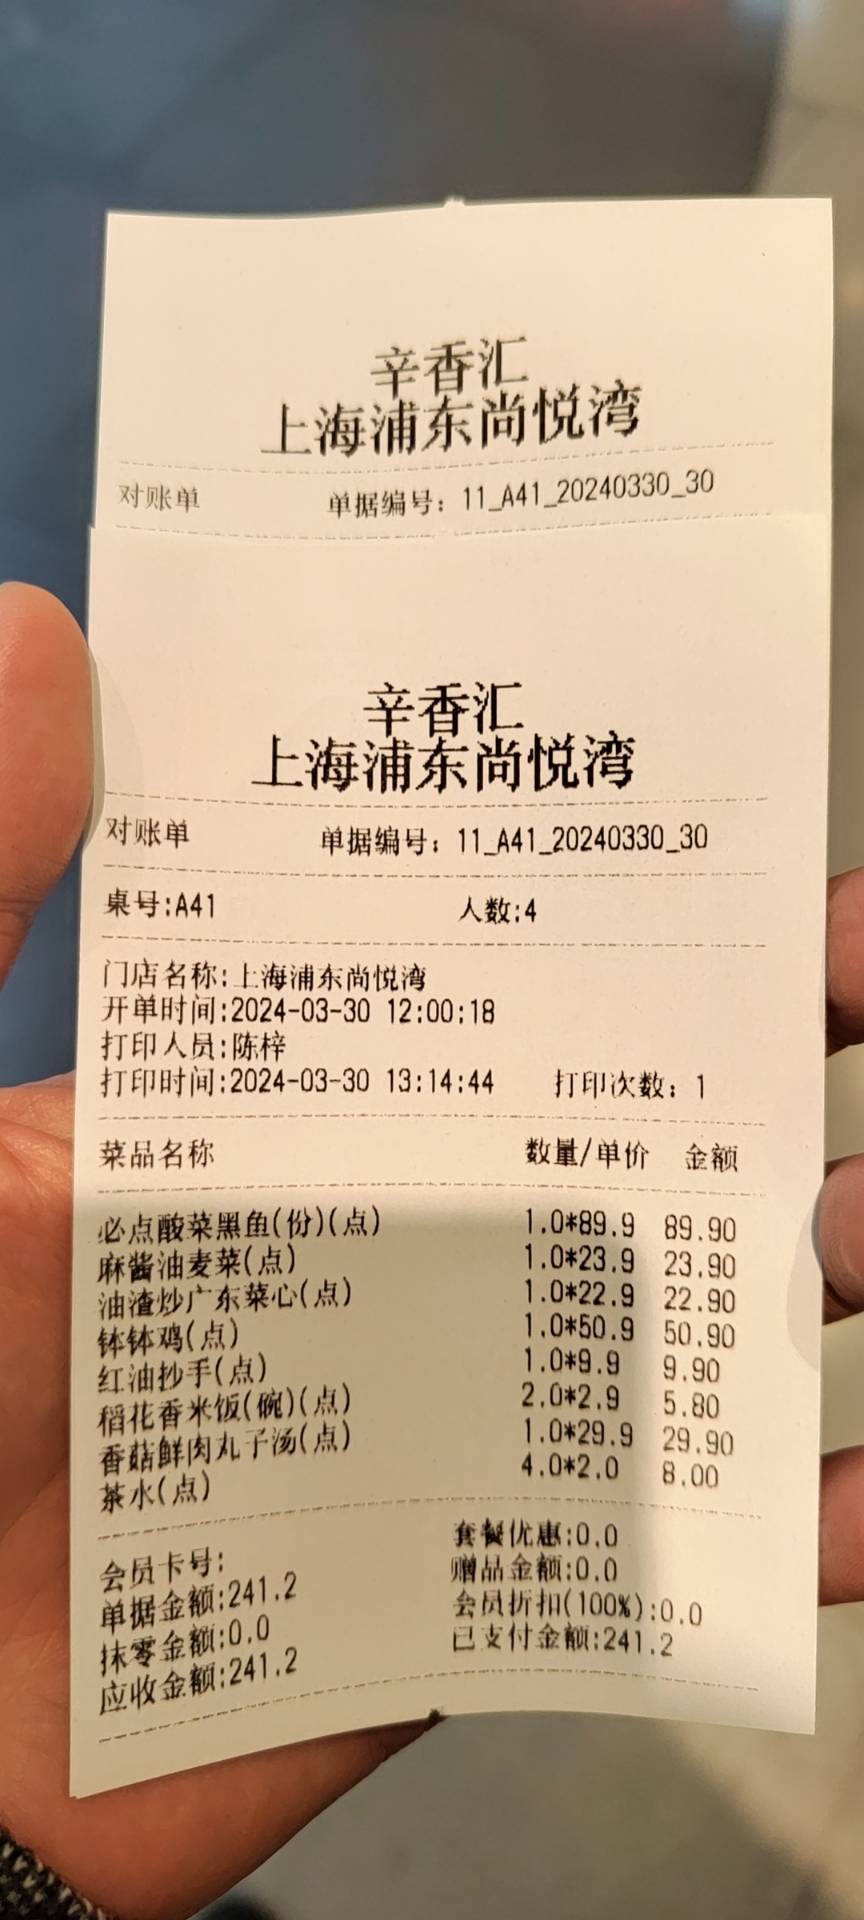 辛香汇
上海浦东尚悦湾
对账单 单据编号：11_A41_20240330_30
辛香汇
上海浦东尚悦湾
对账单 单据编号：11_A41_20240330_30
桌号:A41 人数:4
门店名称:上海浦东尚悦湾
开单时间:2024-03-30 12:00:18
打印人员:陈梓
打印时间:2024-03-30 13:14:44 打印次数：1
菜品名称 数量/单价 金额
必点酸菜黑鱼(份)(点) 1.0*89.9 89.90
麻酱油麦菜(点) 1.0*23.9 23.90
油渣炒广东菜心(点) 1.0*22.9 22.90
钵钵鸡(点) 1.0*50.9 50.90
红油抄手(点) 1.0*9.9 9.90
稻花香米饭(碗)(点) 2.0*2.9 5.80
香菇鲜肉丸子汤(点) 1.0*29.9 29.90
茶水(点) 4.0*2.0 8.00
会员卡号: 套餐优惠:0.0
单据金额:241.2 赠品金额:0.0
抹零金额:0.0 会员折扣(100%):0.0
应收金额:241.2 已支付金额:241.2